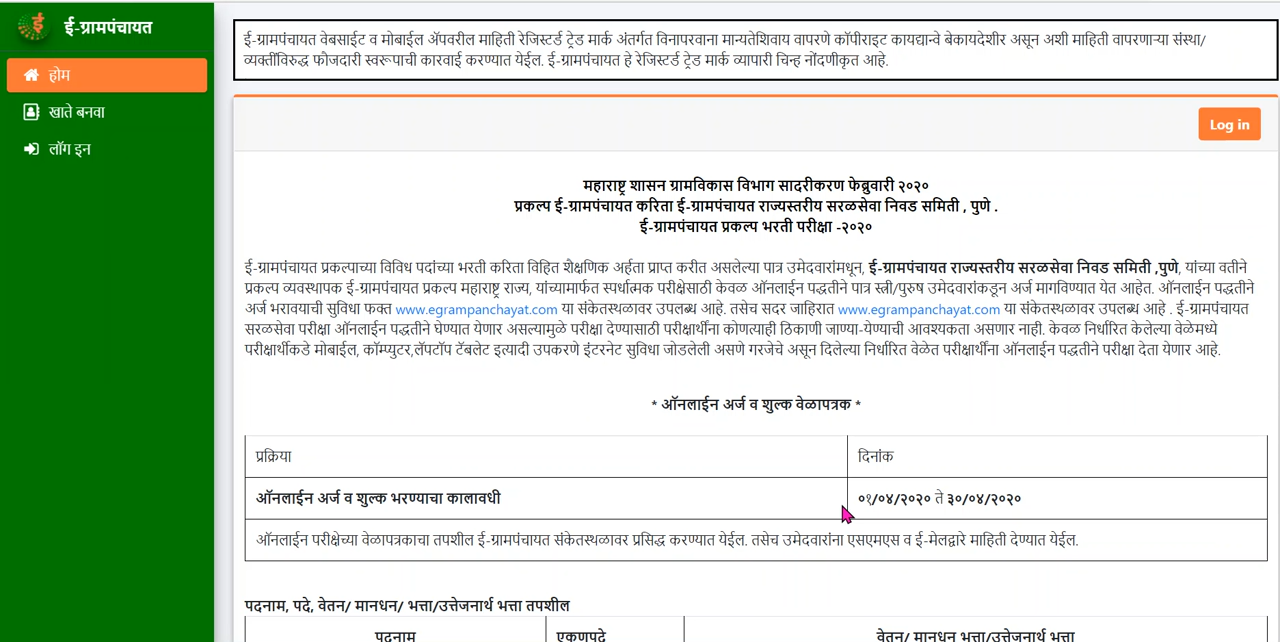 ई-ग्रामपंचायत
होम
खाते बनवा
लॉग इन
ई-ग्रामपंचायत वेबसाईट व मोबाईल ॲपवरील माहिती रेजिस्टर्ड ट्रेड मार्क अंतर्गत विनापरवाना मान्यतेशिवाय वापरणे कॉपीराइट कायद्यान्वे बेकायदेशीर असून अशी माहिती वापरणाऱ्या संस्था/
व्यक्तींविरुद्ध फौजदारी स्वरूपाची कारवाई करण्यात येईल. ई-ग्रामपंचायत हे रेजिस्टर्ड ट्रेड मार्क व्यापारी चिन्ह नोंदणीकृत आहे.
Log in
महाराष्ट्र शासन ग्रामविकास विभाग सादरीकरण फेब्रुवारी २०२०
प्रकल्प ई-ग्रामपंचायत करिता ई-ग्रामपंचायत राज्यस्तरीय सरळसेवा निवड समिती , पुणे .
ई-ग्रामपंचायत प्रकल्प भरती परीक्षा -२०२०
ई-ग्रामपंचायत प्रकल्पाच्या विविध पदांच्या भरती करिता विहित शैक्षणिक अर्हता प्राप्त करीत असलेल्या पात्र उमेदवारांमधून, ई-ग्रामपंचायत राज्यस्तरीय सरळसेवा निवड समिती ,पुणे, यांच्या वतीने
प्रकल्प व्यवस्थापक ई-ग्रामपंचायत प्रकल्प महाराष्ट्र राज्य, यांच्यामार्फत स्पर्धात्मक परीक्षेसाठी केवळ ऑनलाईन पद्धतीने पात्र स्त्री/पुरुष उमेदवारांकडून अर्ज मागविण्यात येत आहेत. ऑनलाईन पद्धतीने
अर्ज भरावयाची सुविधा फक्त www.egrampanchayat.com या संकेतस्थळावर उपलब्ध आहे. तसेच सदर जाहिरात www.egrampanchayat.com या संकेतस्थळावर उपलब्ध आहे . ई-ग्रामपंचायत
सरळसेवा परीक्षा ऑनलाईन पद्धतीने घेण्यात येणार असल्यामुळे परीक्षा देण्यासाठी परीक्षार्थींना कोणत्याही ठिकाणी जाण्या-येण्याची आवश्यकता असणार नाही. केवळ निर्धारित केलेल्या वेळेमध्ये
परीक्षार्थीकडे मोबाईल, कॉम्प्युटर,लॅपटॉप टॅबलेट इत्यादी उपकरणे इंटरनेट सुविधा जोडलेली असणे गरजेचे असून दिलेल्या निर्धारित वेळेत परीक्षार्थींना ऑनलाईन पद्धतीने परीक्षा देता येणार आहे.
* ऑनलाईन अर्ज व शुल्क वेळापत्रक *
प्रक्रिया दिनांक
ऑनलाईन अर्ज व शुल्क भरण्याचा कालावधी ०१/०४/२०२० ते ३०/०४/२०२०
ऑनलाईन परीक्षेच्या वेळापत्रकाचा तपशील ई-ग्रामपंचायत संकेतस्थळावर प्रसिद्ध करण्यात येईल. तसेच उमेदवारांना एसएमएस व ई-मेलद्वारे माहिती देण्यात येईल.
पदनाम, पदे, वेतन/ मानधन/ भत्ता/उत्तेजनार्थ भत्ता तपशील
पदनाम एकुणपदे वेतन/ मानधन भत्ता/उत्तेजनार्थ भत्ता